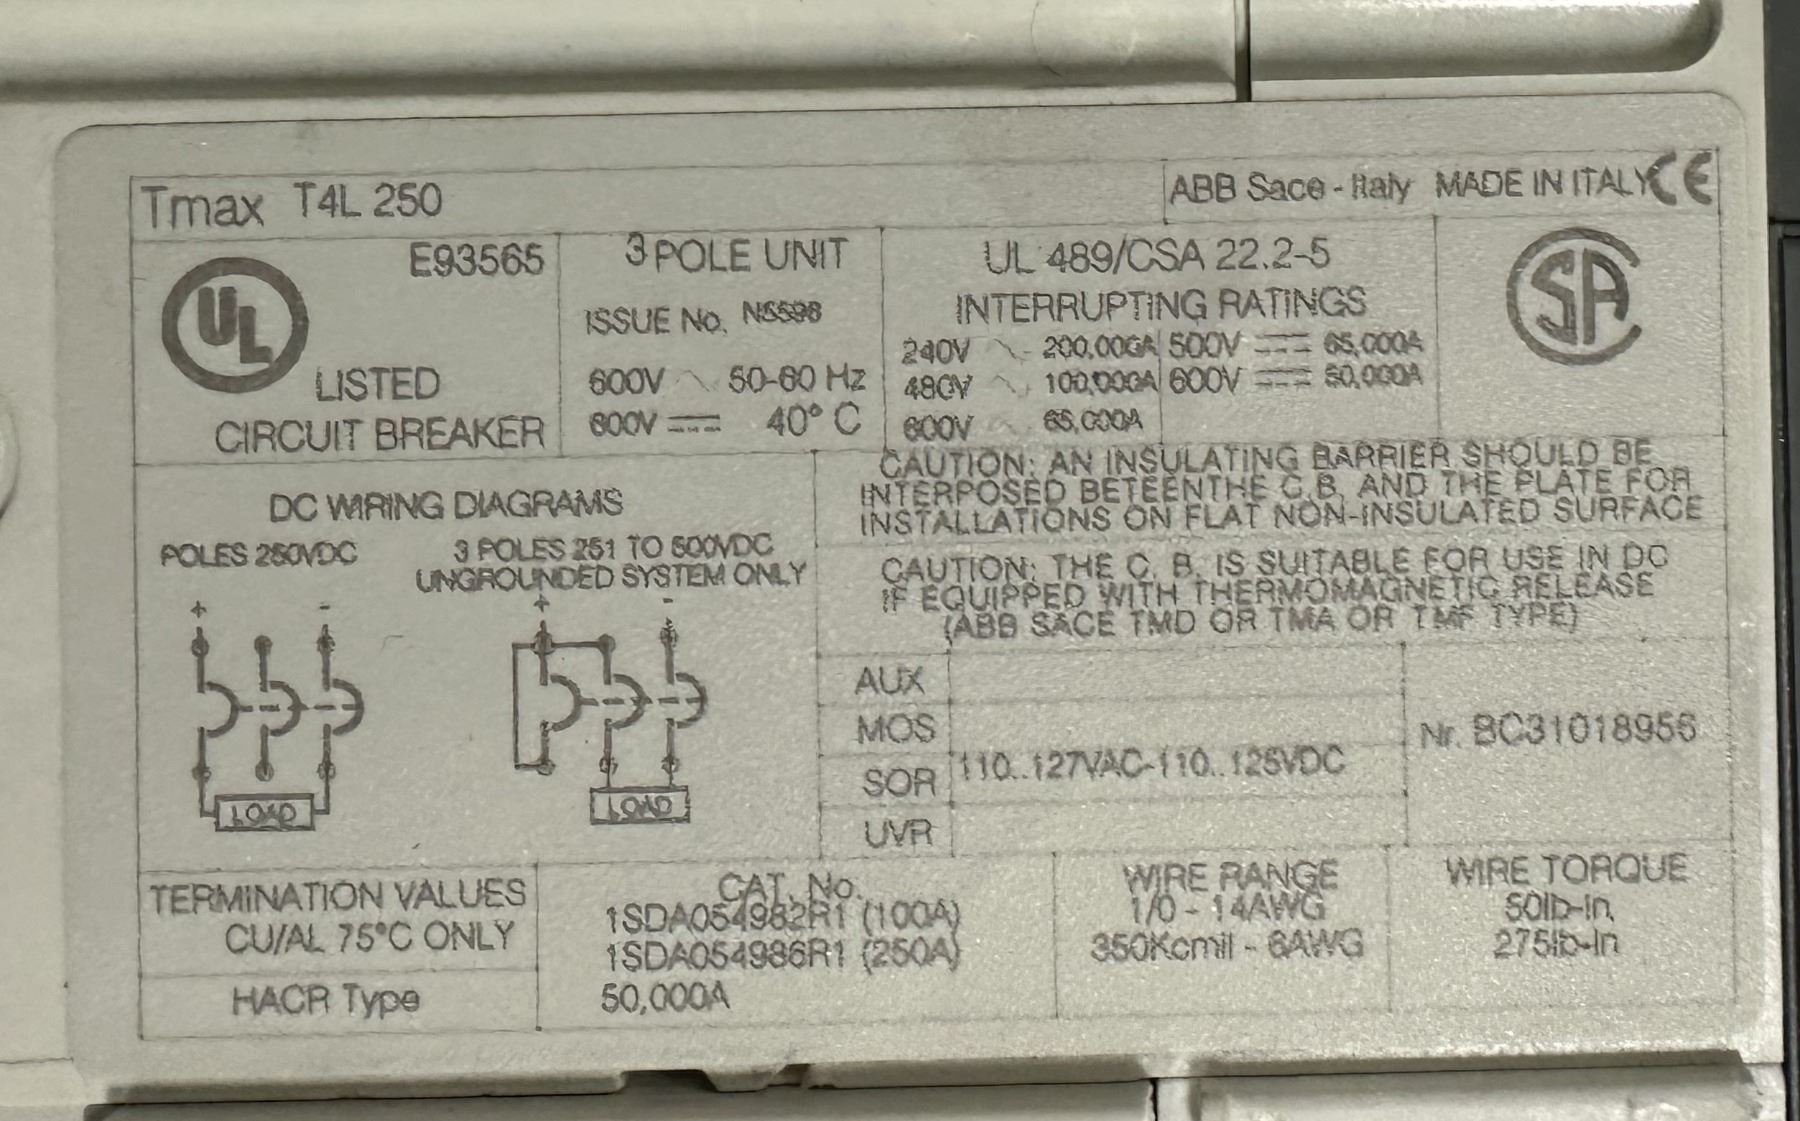 Tmax T4L 250
ABB Sace - Italy MADE IN ITALY CE
UL
E93565
LISTED
CIRCUIT BREAKER
3 POLE UNIT
ISSUE No.
600V 50-60 Hz
600V 40° C
UL 489/CSA 22.2-5
INTERRUPTING RATINGS
240V 200,000A 500V 65,000A
480V 100,000A 600V 50,000A
600V 65,000A
SA
DC WIRING DIAGRAMS
POLES 250VDC
3 POLES 251 TO 600VDC
UNGROUNDED SYSTEM ONLY
+ -
+ -
LOAD
LOAD
CAUTION: AN INSULATING BARRIER SHOULD BE
INTERPOSED BETEENTHE C.B. AND THE PLATE FOR
INSTALLATIONS ON FLAT NON-INSULATED SURFACE
CAUTION: THE C. B. IS SUITABLE FOR USE IN DC
IF EQUIPPED WITH THERMOMAGNETIC RELEASE
(ABB SACE TMD OR TMA OR TMF TYPE)
AUX
MOS
SOR 110..127VAC-110..125VDC
UVR
Nr. BC31018956
TERMINATION VALUES
CU/AL 75°C ONLY
HACR Type
CAT. No.
1SDA054982R1 (100A)
1SDA054986R1 (250A)
50,000A
WIRE RANGE
1/0 - 14AWG
350Kcmil - 6AWG
WIRE TORQUE
50lb-in.
275lb-in